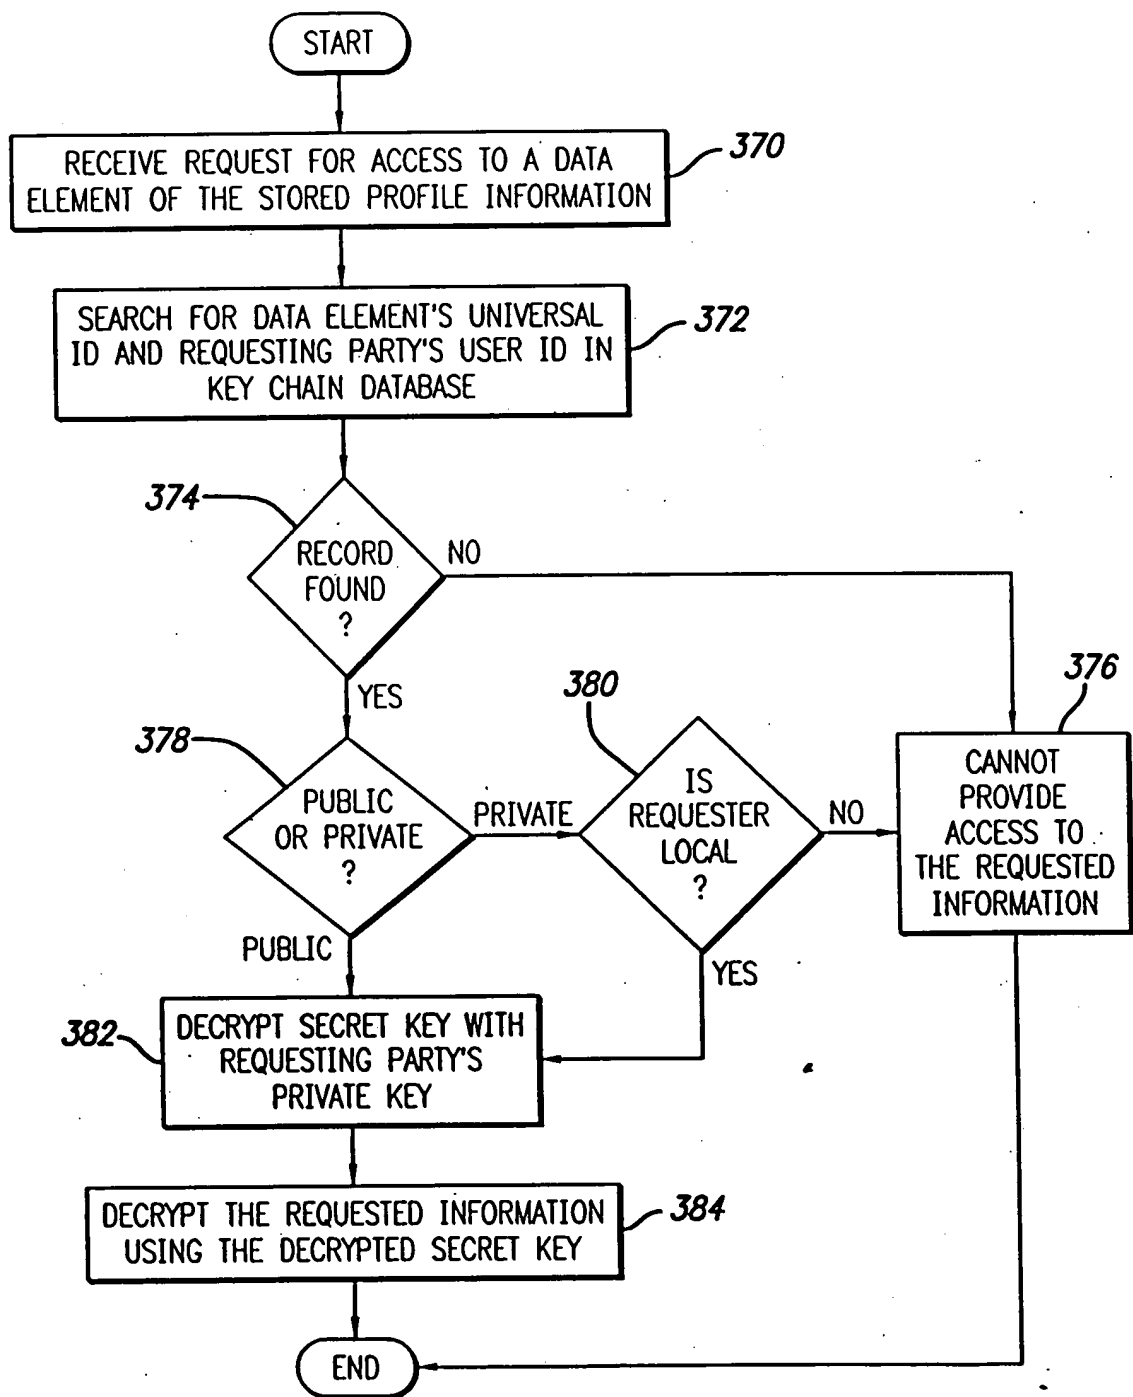 START
RECEIVE REQUEST FOR ACCESS TO A DATA
ELEMENT OF THE STORED PROFILE INFORMATION
370
SEARCH FOR DATA ELEMENT'S UNIVERSAL
ID AND REQUESTING PARTY'S USER ID IN
KEY CHAIN DATABASE
372
374
RECORD
FOUND
?
NO
YES
378
PUBLIC
OR PRIVATE
?
PRIVATE
380
IS
REQUESTER
LOCAL
?
NO
376
CANNOT
PROVIDE
ACCESS TO
THE REQUESTED
INFORMATION
PUBLIC
YES
382
DECRYPT SECRET KEY WITH
REQUESTING PARTY'S
PRIVATE KEY
DECRYPT THE REQUESTED INFORMATION
USING THE DECRYPTED SECRET KEY
384
END